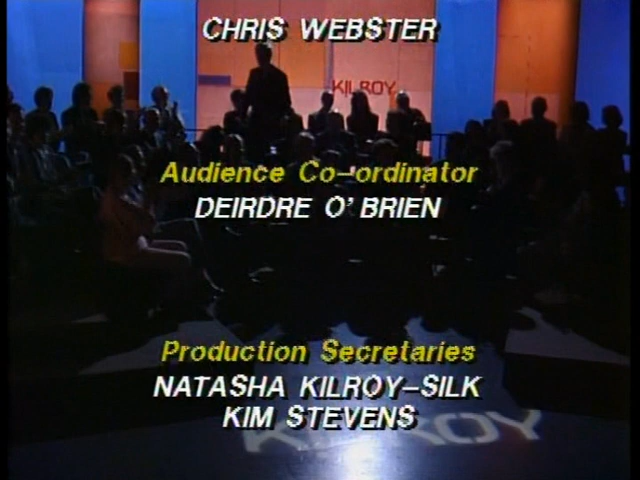 CHRIS WEBSTER
KILROY
Audience Co-ordinator
DEIRDRE O'BRIEN
Production Secretaries
NATASHA KILROY-SILK
KIM STEVENS
KILROY